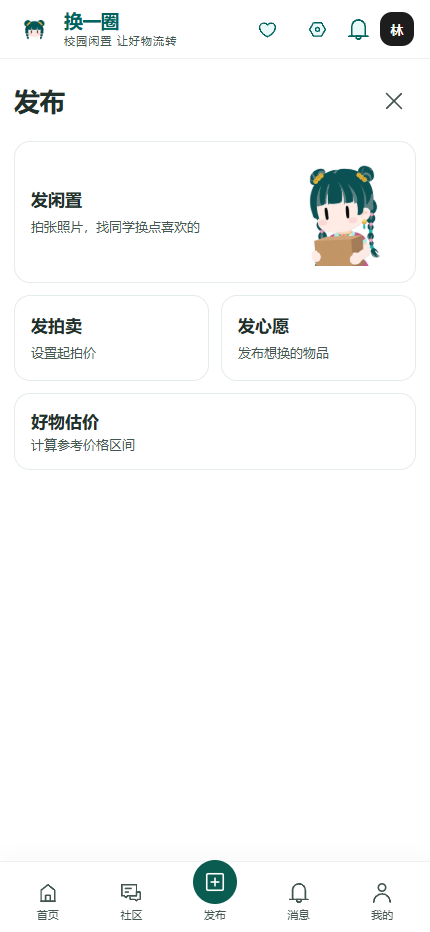 换一圈
校园闲置 让好物流转
林
发布
发闲置
拍张照片，找同学换点喜欢的
发拍卖
设置起拍价
发心愿
发布想换的物品
好物估价
计算参考价格区间
首页
社区
发布
消息
我的